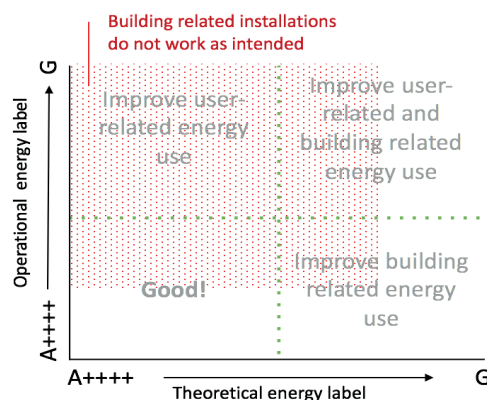 Building related installations
do not work as intended
G
Improve user-
related energy
use
Improve user-
related and
building related
energy use
Operational energy label
Good!
Improve building
related energy
use
A++++
A++++
G
Theoretical energy label